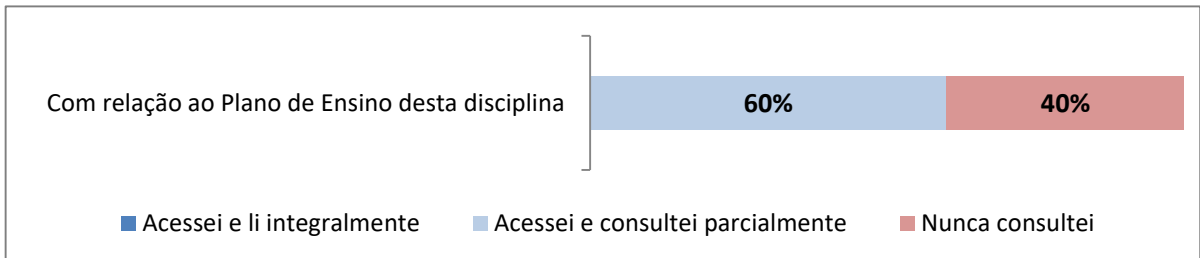 Com relação ao Plano de Ensino desta disciplina 60% 40%
Acessei e li integralmente Acessei e consultei parcialmente Nunca consultei